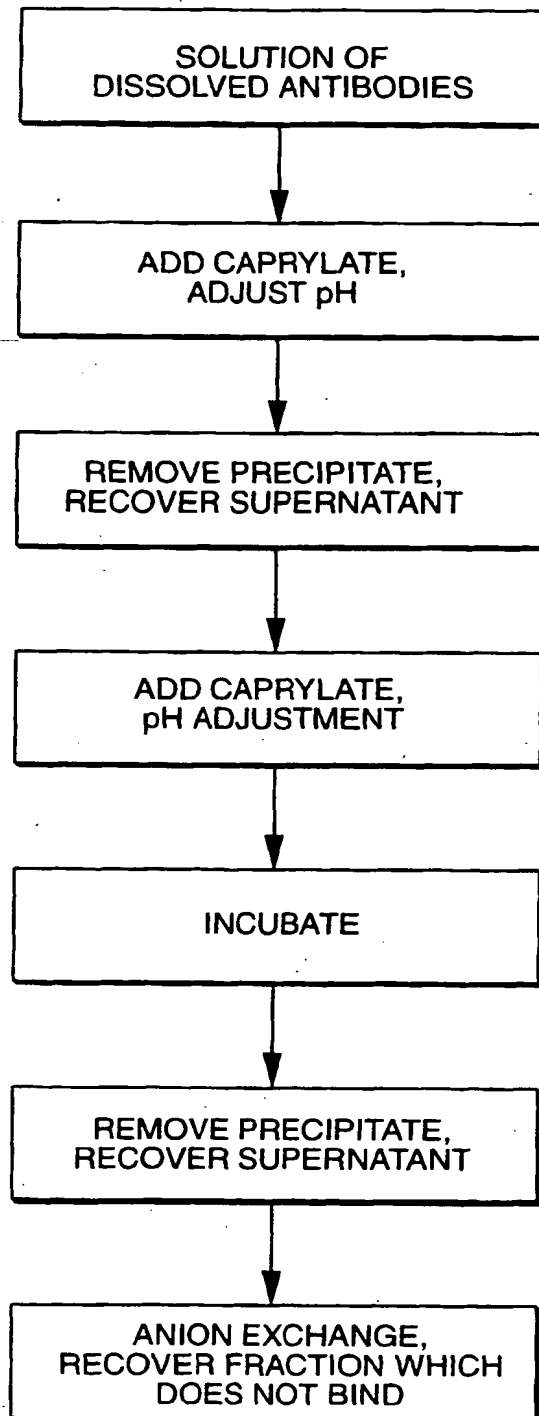 SOLUTION OF
DISSOLVED ANTIBODIES
ADD CAPRYLATE,
ADJUST pH
REMOVE PRECIPITATE,
RECOVER SUPERNATANT
ADD CAPRYLATE,
pH ADJUSTMENT
INCUBATE
REMOVE PRECIPITATE,
RECOVER SUPERNATANT
ANION EXCHANGE,
RECOVER FRACTION WHICH
DOES NOT BIND